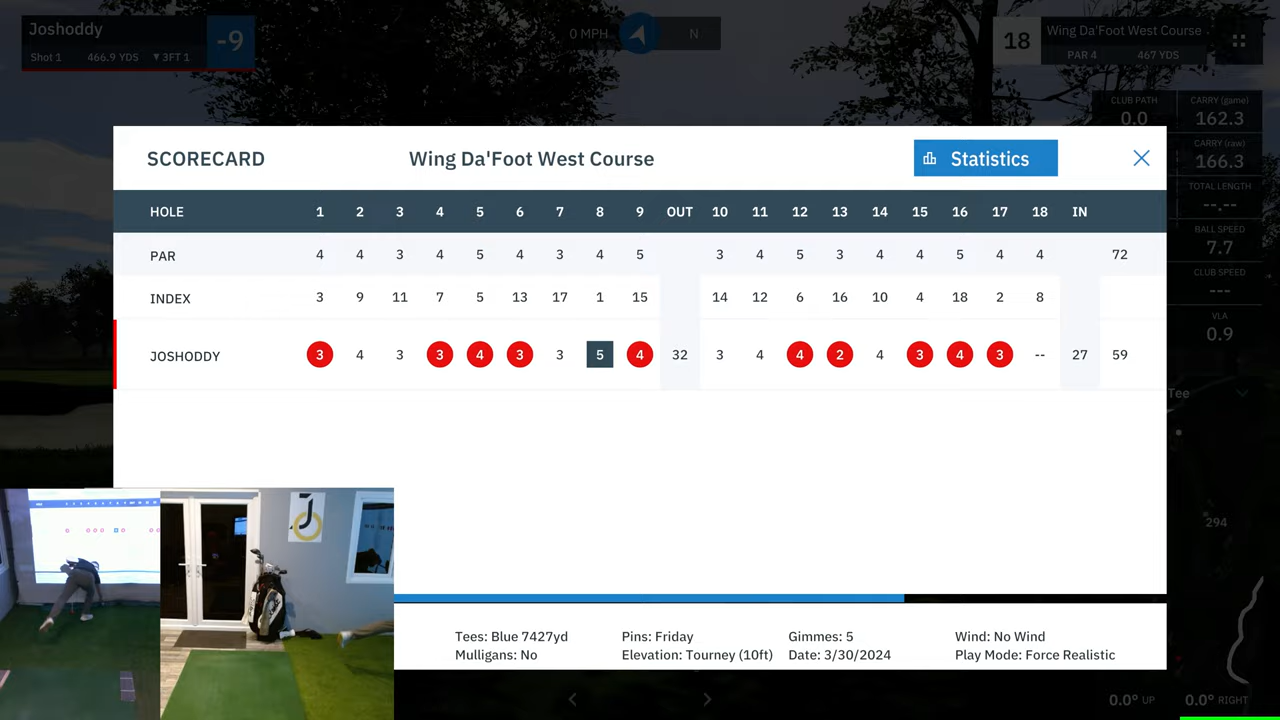 Joshoddy
-9
Shot 1 466.9 YDS ▼3FT 1
0 MPH N
18 Wing Da'Foot West Course
PAR 4 467 YDS
CLUB PATH CARRY (game)
0.0 162.3
CARRY (raw)
166.3
TOTAL LENGTH
--.--
BALL SPEED
7.7
CLUB SPEED
---
VLA
0.9
SCORECARD Wing Da'Foot West Course Statistics
HOLE 1 2 3 4 5 6 7 8 9 OUT 10 11 12 13 14 15 16 17 18 IN
PAR 4 4 3 4 5 4 3 4 5 3 4 5 3 4 4 5 4 4 72
INDEX 3 9 11 7 5 13 17 1 15 14 12 6 16 10 4 18 2 8
JOSHODDY 3 4 3 3 4 3 3 5 4 32 3 4 4 2 4 3 4 3 -- 27 59
Tee
294
Tees: Blue 7427yd Pins: Friday Gimmes: 5 Wind: No Wind
Mulligans: No Elevation: Tourney (10ft) Date: 3/30/2024 Play Mode: Force Realistic
0.0° UP 0.0° RIGHT